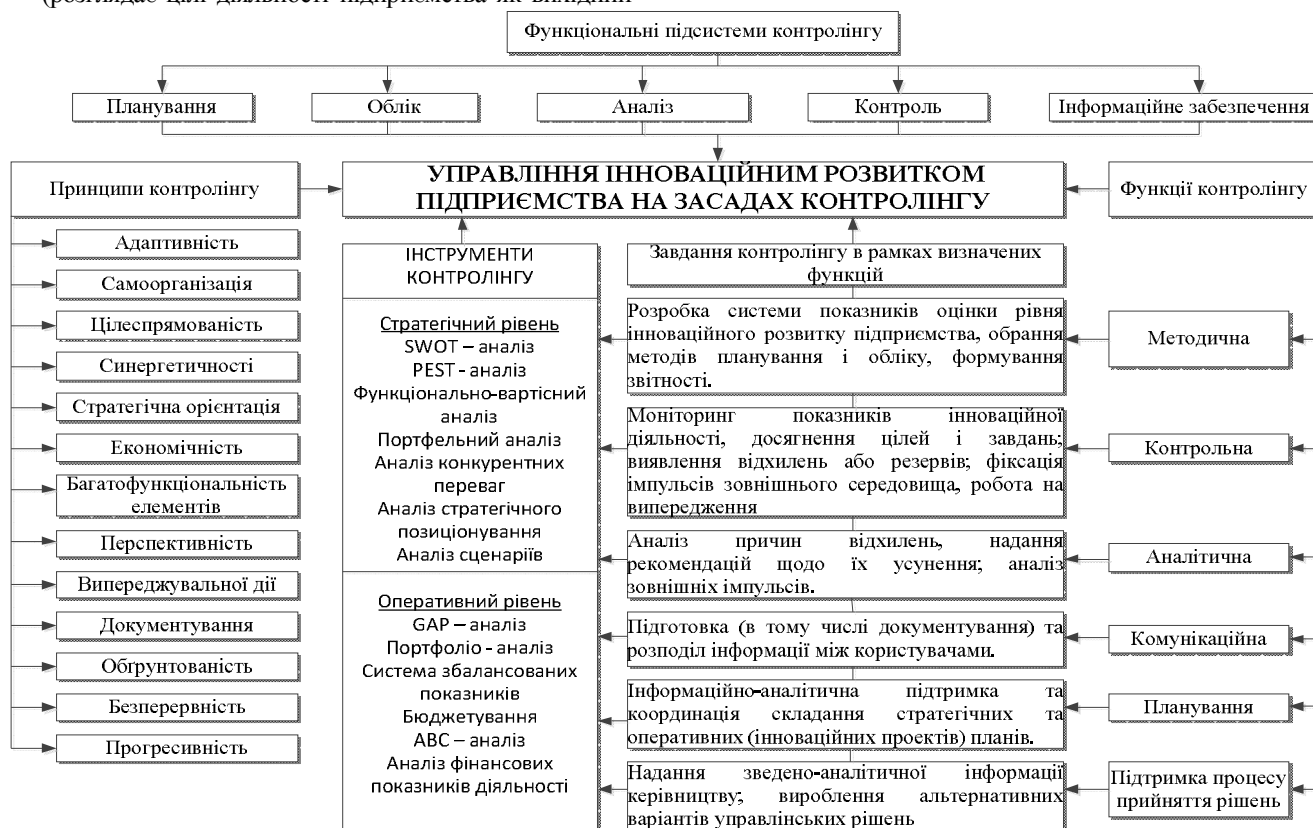 (розглядає цілі діяльності підприємства як вихідний
Функціональні підсистеми контролінгу
Планування
Облік
Аналіз
Контроль
Інформаційне забезпечення
Принципи контролінгу
УПРАВЛІННЯ ІННОВАЦІЙНИМ РОЗВИТКОМ
ПІДПРИЄМСТВА НА ЗАСАДАХ КОНТРОЛІНГУ
Функції контролінгу
Адаптивність
Самоорганізація
Цілеспрямованість
Синергетичності
Стратегічна орієнтація
Економічність
Багатофункціональність
елементів
Перспективність
Випереджувальної дії
Документування
Обґрунтованість
Безперервність
Прогресивність
ІНСТРУМЕНТИ
КОНТРОЛІНГУ
Стратегічний рівень
SWOT – аналіз
PEST - аналіз
Функціонально-вартісний
аналіз
Портфельний аналіз
Аналіз конкурентних
переваг
Аналіз стратегічного
позиціонування
Аналіз сценаріїв
Оперативний рівень
GAP – аналіз
Портфоліо - аналіз
Система збалансованих
показників
Бюджетування
ABC – аналіз
Аналіз фінансових
показників діяльності
Завдання контролінгу в рамках визначених
функцій
Розробка системи показників оцінки рівня
інноваційного розвитку підприємства, обрання
методів планування і обліку, формування
звітності.
Моніторинг показників інноваційної
діяльності, досягнення цілей і завдань;
виявлення відхилень або резервів; фіксація
імпульсів зовнішнього середовища, робота на
випередження
Аналіз причин відхилень, надання
рекомендацій щодо їх усунення; аналіз
зовнішніх імпульсів.
Підготовка (в тому числі документування) та
розподіл інформації між користувачами.
Інформаційно-аналітична підтримка та
координація складання стратегічних та
оперативних (інноваційних проектів) планів.
Надання зведено-аналітичної інформації
керівництву; вироблення альтернативних
варіантів управлінських рішень
Методична
Контрольна
Аналітична
Комунікаційна
Планування
Підтримка процесу
прийняття рішень